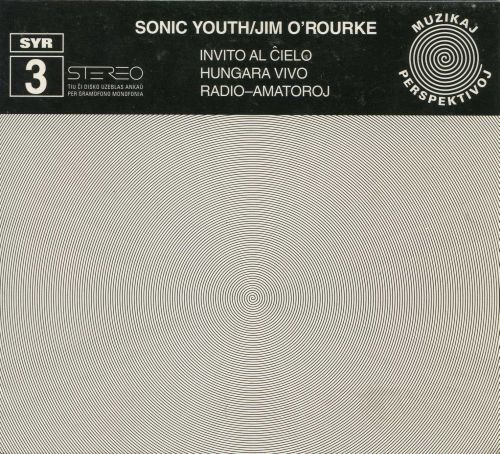 SYR
3
STEREO
TIU ĈI DISKO UZEBLAS ANKAŬ
PER GRAMOFONO MONOFONIA
SONIC YOUTH/JIM O'ROURKE
INVITO AL ĈIELO
HUNGARA VIVO
RADIO–AMATOROJ
MUZIKAJ
PERSPEKTIVOJ